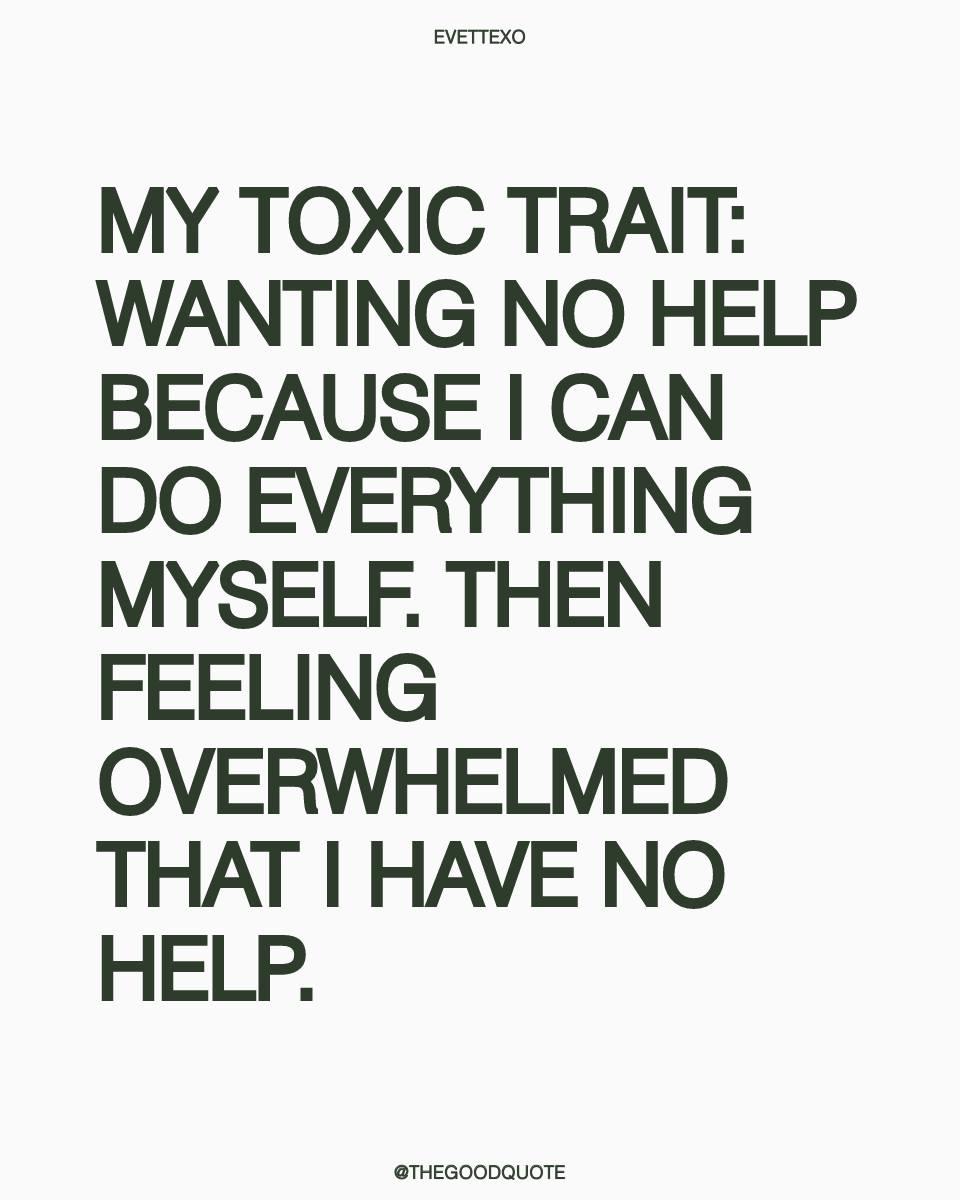 EVETTEXO
MY TOXIC TRAIT:
WANTING NO HELP
BECAUSE I CAN
DO EVERYTHING
MYSELF. THEN
FEELING
OVERWHELMED
THAT I HAVE NO
HELP.
@THEGOODQUOTE